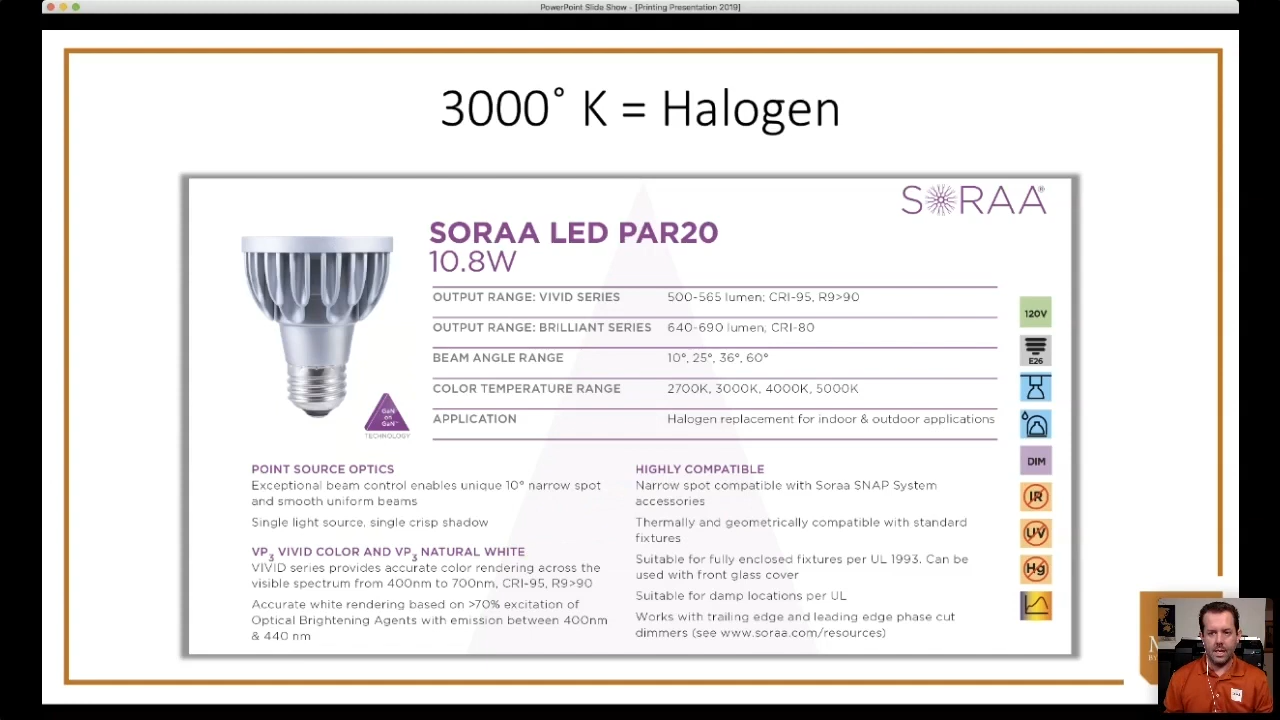 PowerPoint Slide Show - [Printing Presentation 2019]
3000° K = Halogen
SORAA®
SORAA LED PAR20
10.8W
OUTPUT RANGE: VIVID SERIES 500-565 lumen; CRI-95, R9>90
OUTPUT RANGE: BRILLIANT SERIES 640-690 lumen, CRI-80
BEAM ANGLE RANGE 10°, 25°, 36°, 60°
COLOR TEMPERATURE RANGE 2700K, 3000K, 4000K, 5000K
APPLICATION Halogen replacement for indoor & outdoor applications
GaN
on
GaN™
TECHNOLOGY
120V
E26
DIM
IR
UV
Hg
POINT SOURCE OPTICS
Exceptional beam control enables unique 10° narrow spot
and smooth uniform beams
Single light source, single crisp shadow
VP3 VIVID COLOR AND VP3 NATURAL WHITE
VIVID series provides accurate color rendering across the
visible spectrum from 400nm to 700nm, CRI-95, R9>90
Accurate white rendering based on >70% excitation of
Optical Brightening Agents with emission between 400nm
& 440 nm
HIGHLY COMPATIBLE
Narrow spot compatible with Soraa SNAP System
accessories
Thermally and geometrically compatible with standard
fixtures
Suitable for fully enclosed fixtures per UL 1993. Can be
used with front glass cover
Suitable for damp locations per UL
Works with trailing edge and leading edge phase cut
dimmers (see www.soraa.com/resources)